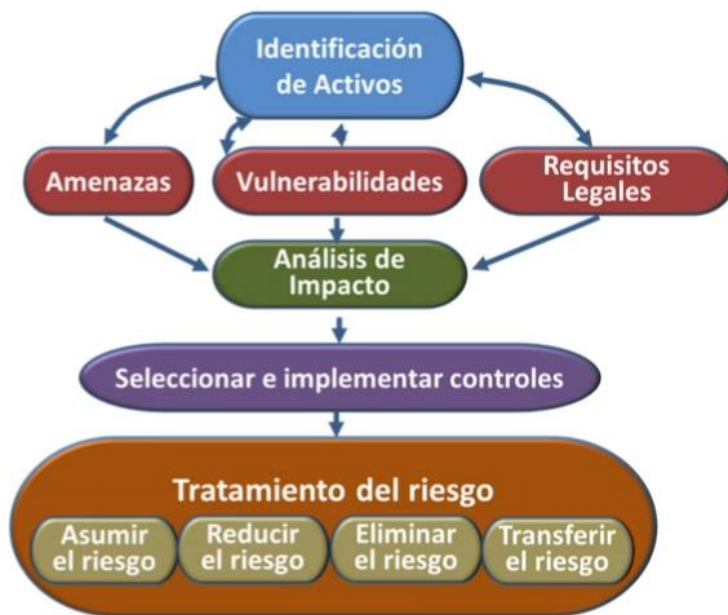 Identificación
de Activos
Amenazas
Vulnerabilidades
Requisitos
Legales
Análisis de
Impacto
Seleccionar e implementar controles
Tratamiento del riesgo
Asumir
el riesgo
Reducir
el riesgo
Eliminar
el riesgo
Transferir
el riesgo